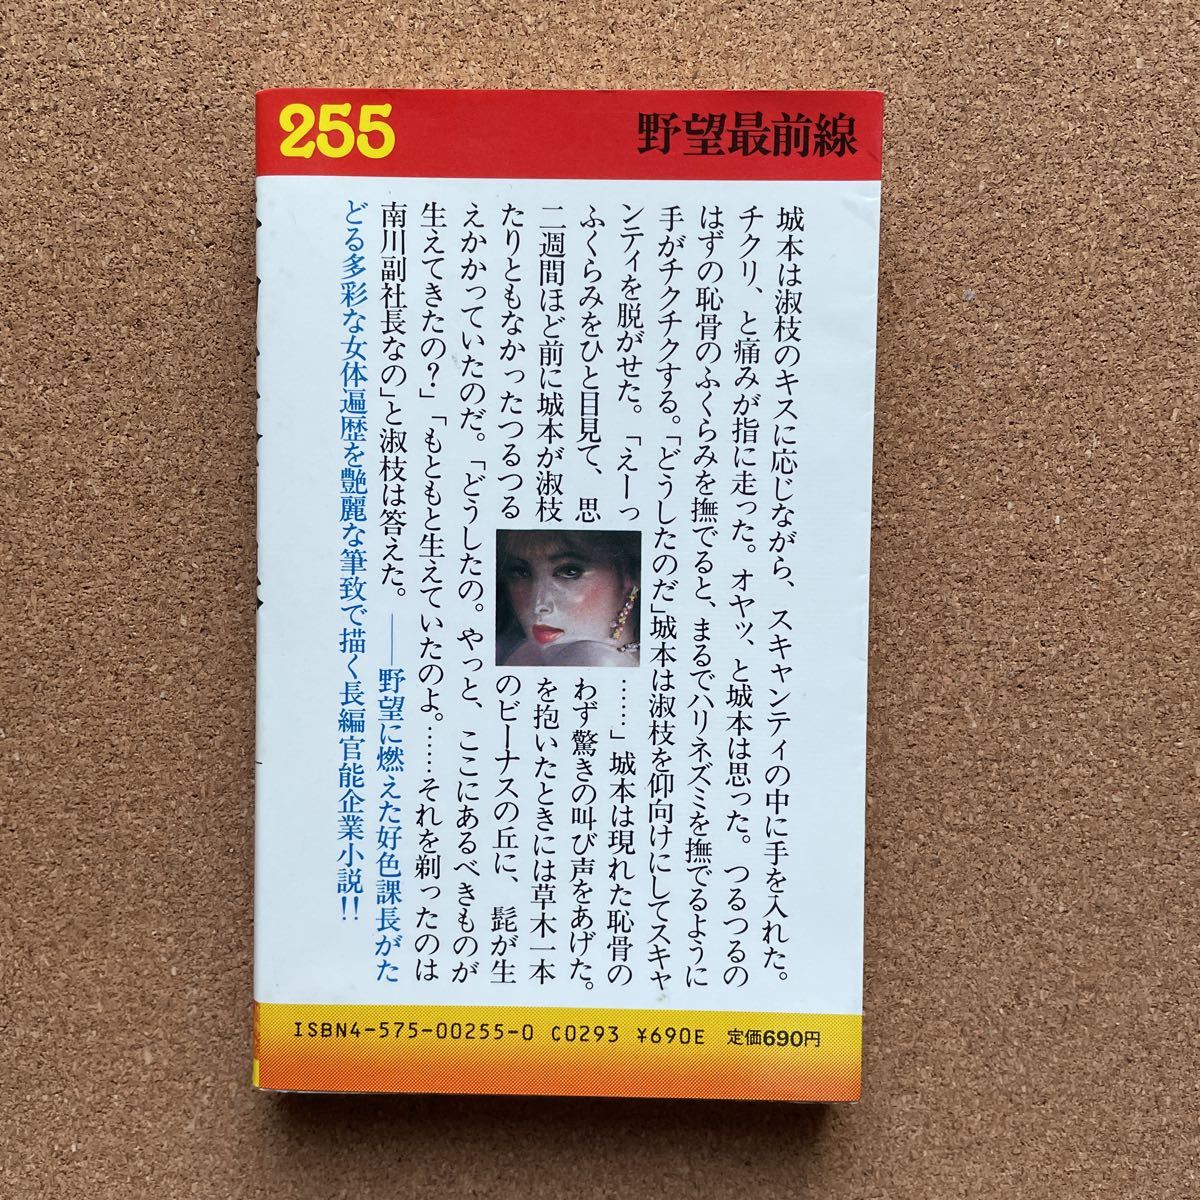 255
野望最前線
城本は淑枝のキスに応じながら、スキャンティの中に手を入れた。
チクリ、と痛みが指に走った。オヤッ、と城本は思った。つるつるの
はずの恥骨のふくらみを撫でると、まるでハリネズミを撫でるように
手がチクチクする。「どうしたのだ」城本は淑枝を仰向けにしてスキャ
ンティを脱がせた。「えーっ……」城本は現れた恥骨の
ふくらみをひと目見て、思わず驚きの叫び声をあげた。
二週間ほど前に城本が淑枝を抱いたときには草木一本
たりともなかったつるつるのビーナスの丘に、髭が生
えかかっていたのだ。「どうしたの。やっと、ここにあるべきものが
生えてきたの?」「もともと生えていたのよ。……それを剃ったのは
南川副社長なの」と淑枝は答えた。――野望に燃えた好色課長がた
どる多彩な女体遍歴を艶麗な筆致で描く長編官能企業小説!!
ISBN4-575-00255-0 C0293 ¥690E 定価690円